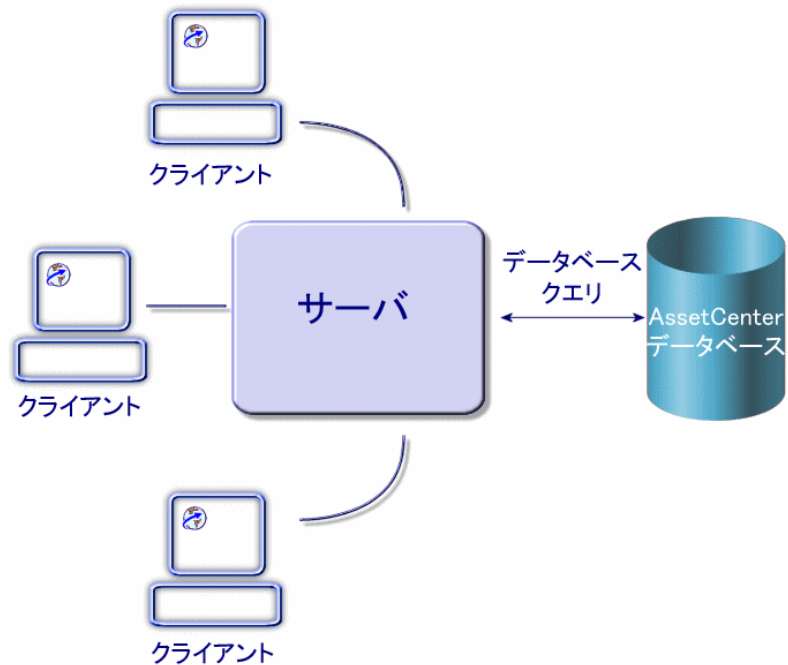 クライアント
クライアント
サーバ
データベース
クエリ
AssetCenter
データベース
クライアント